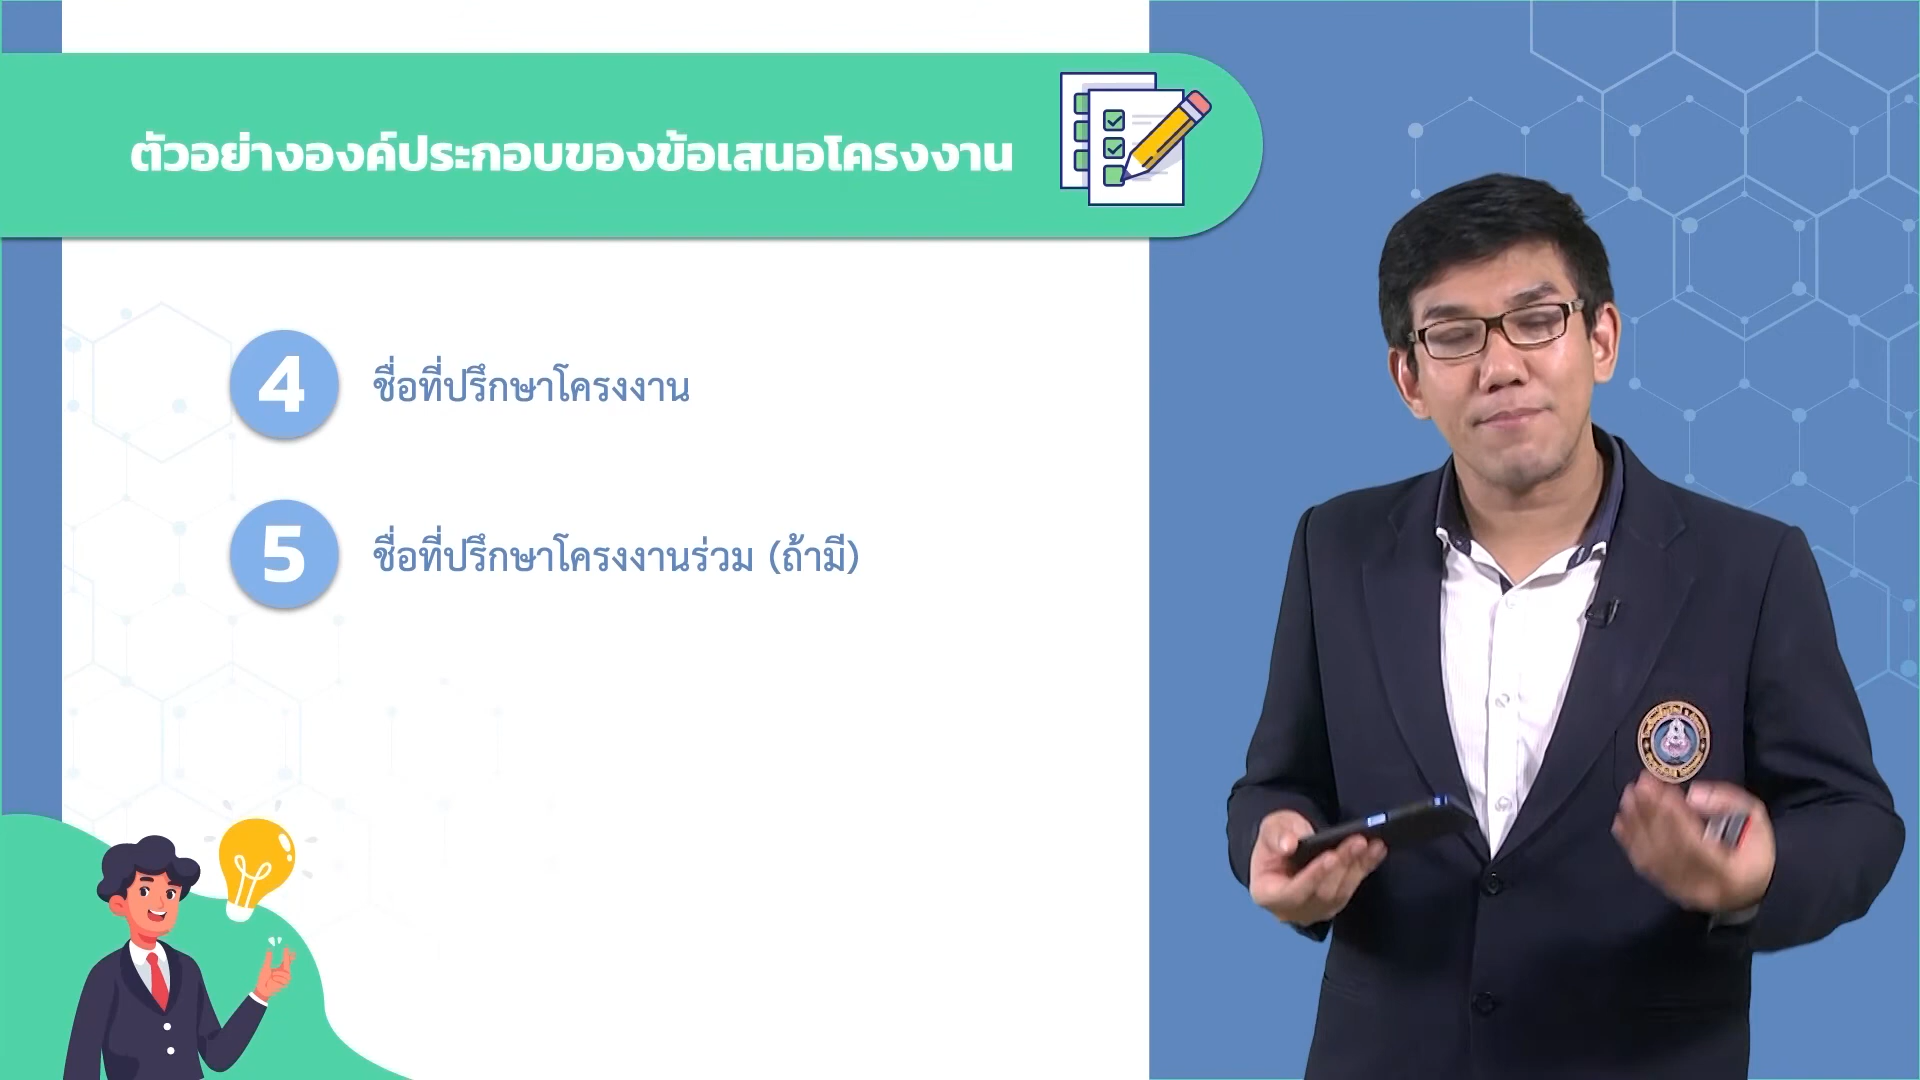 ตัวอย่างองค์ประกอบของข้อเสนอโครงงาน
4
ชื่อที่ปรึกษาโครงงาน
5
ชื่อที่ปรึกษาโครงงานร่วม (ถ้ามี)